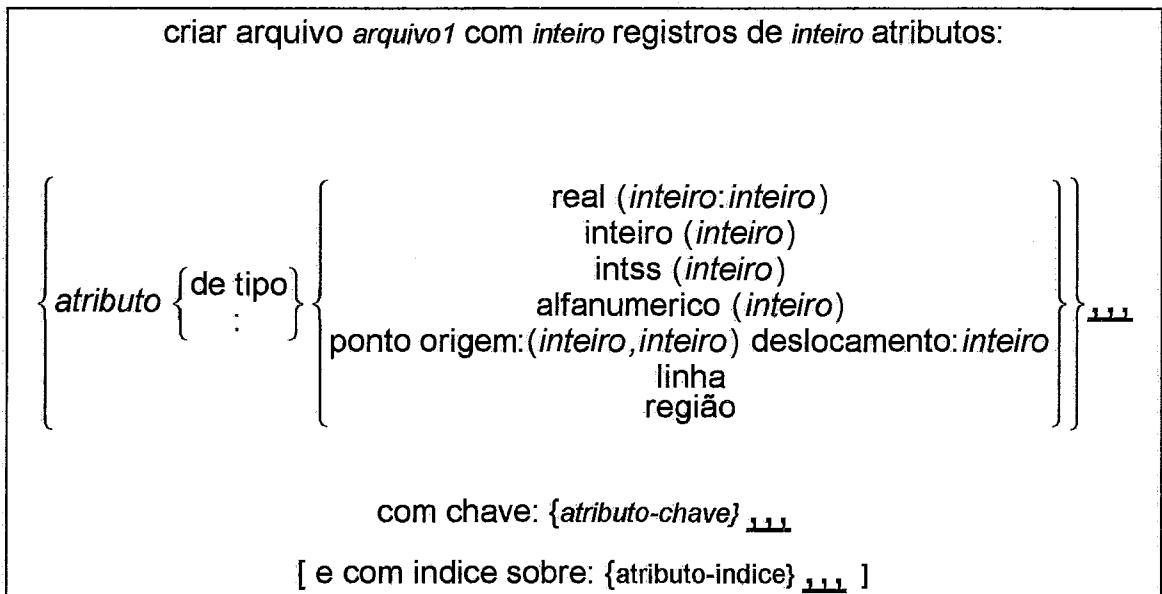 criar arquivo arquivo1 com inteiro registros de inteiro atributos:
real (inteiro:inteiro)
inteiro (inteiro)
intss (inteiro)
atributo {de tipo
:} alfanumerico (inteiro)
ponto origem:(inteiro,inteiro) deslocamento:inteiro
linha
região
,,,
com chave: {atributo-chave} ,,,
[ e com indice sobre: {atributo-indice} ,,, ]